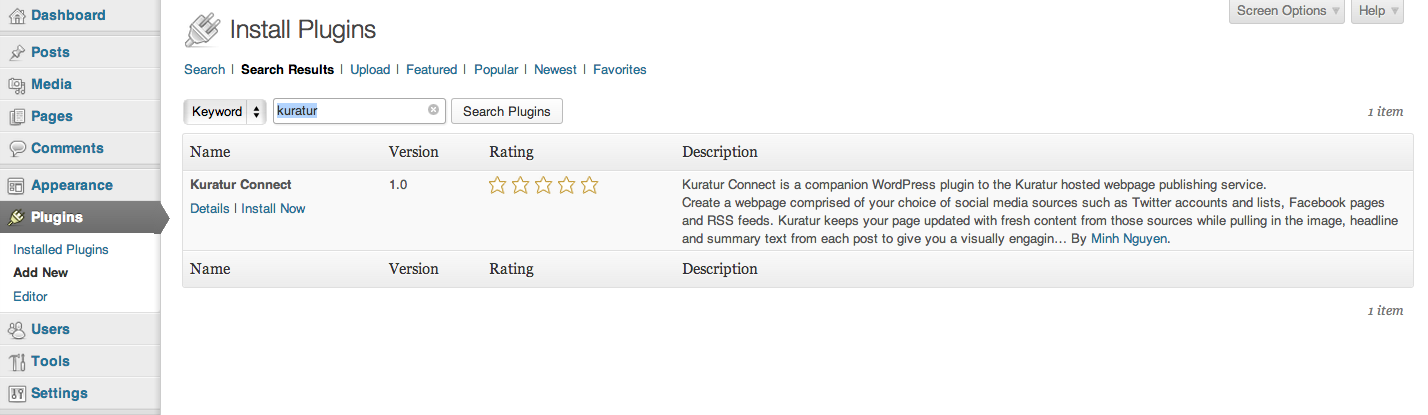 Dashboard
Posts
Media
Pages
Comments
Appearance
Plugins
Installed Plugins
Add New
Editor
Users
Tools
Settings
Screen Options
Help
Install Plugins
Search | Search Results | Upload | Featured | Popular | Newest | Favorites
Keyword kuratur Search Plugins 1 item
Name Version Rating Description
Kuratur Connect 1.0 Kuratur Connect is a companion WordPress plugin to the Kuratur hosted webpage publishing service.
Details | Install Now Create a webpage comprised of your choice of social media sources such as Twitter accounts and lists, Facebook pages
and RSS feeds. Kuratur keeps your page updated with fresh content from those sources while pulling in the image, headline
and summary text from each post to give you a visually engagin… By Minh Nguyen.
Name Version Rating Description
1 item